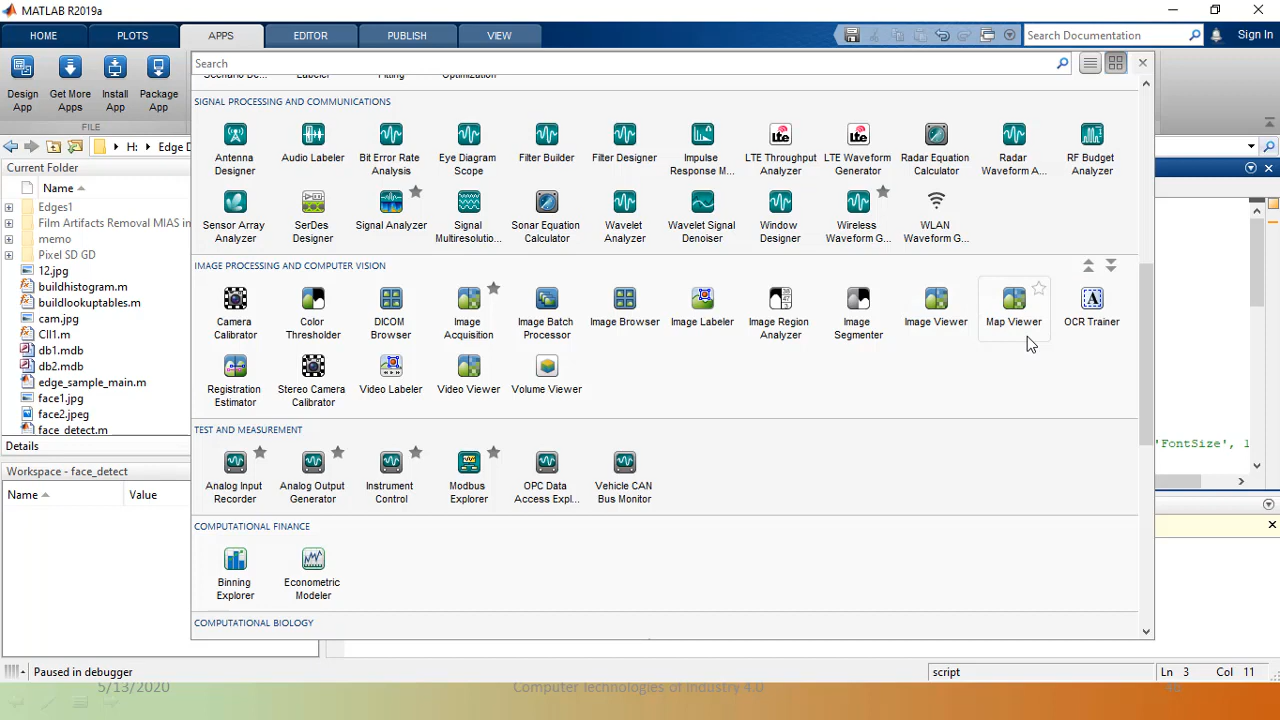 MATLAB R2019a
HOME PLOTS APPS EDITOR PUBLISH VIEW Search Documentation Sign In
Search
Design App
Get More Apps
Install App
Package App
FILE
H: Edge D
Current Folder
Name
Edges1
Film Artifacts Removal MIAS in
memo
Pixel SD GD
12.jpg
buildhistogram.m
buildlookuptables.m
cam.jpg
db1.mdb
db2.mdb
edge_sample_main.m
face1.jpg
face2.jpeg
face_detect.m
Details
Workspace - face_detect
Name Value
SIGNAL PROCESSING AND COMMUNICATIONS
Antenna Designer
Audio Labeler
Bit Error Rate Analysis
Eye Diagram Scope
Filter Builder
Filter Designer
Impulse Response M...
LTE Throughput Analyzer
LTE Waveform Generator
Radar Equation Calculator
Radar Waveform A...
RF Budget Analyzer
Sensor Array Analyzer
SerDes Designer
Signal Analyzer
Signal Multiresolutio...
Sonar Equation Calculator
Wavelet Analyzer
Wavelet Signal Denoiser
Window Designer
Wireless Waveform G...
WLAN Waveform G...
IMAGE PROCESSING AND COMPUTER VISION
Camera Calibrator
Color Thresholder
DICOM Browser
Image Acquisition
Image Batch Processor
Image Browser
Image Labeler
Image Region Analyzer
Image Segmenter
Image Viewer
Map Viewer
OCR Trainer
Registration Estimator
Stereo Camera Calibrator
Video Labeler
Video Viewer
Volume Viewer
TEST AND MEASUREMENT
Analog Input Recorder
Analog Output Generator
Instrument Control
Modbus Explorer
OPC Data Access Expl...
Vehicle CAN Bus Monitor
COMPUTATIONAL FINANCE
Binning Explorer
Econometric Modeler
COMPUTATIONAL BIOLOGY
'FontSize', 1
Paused in debugger
script Ln 3 Col 11
5/13/2020 Computer Technologies of Industry 4.0